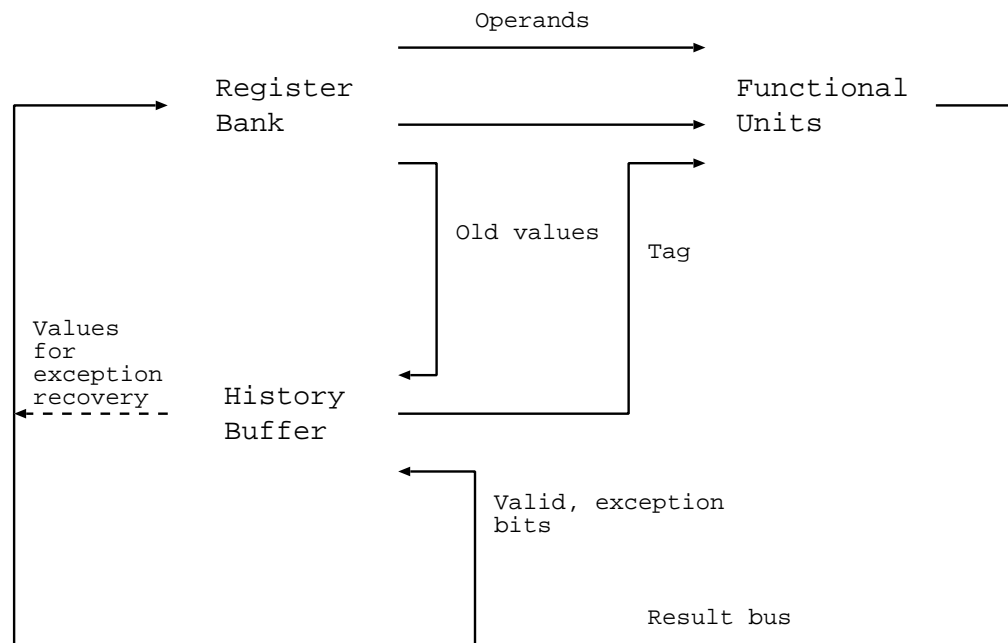 Operands
Register
Bank
Functional
Units
Old values
Tag
Values
for
exception
recovery
History
Buffer
Valid, exception
bits
Result bus